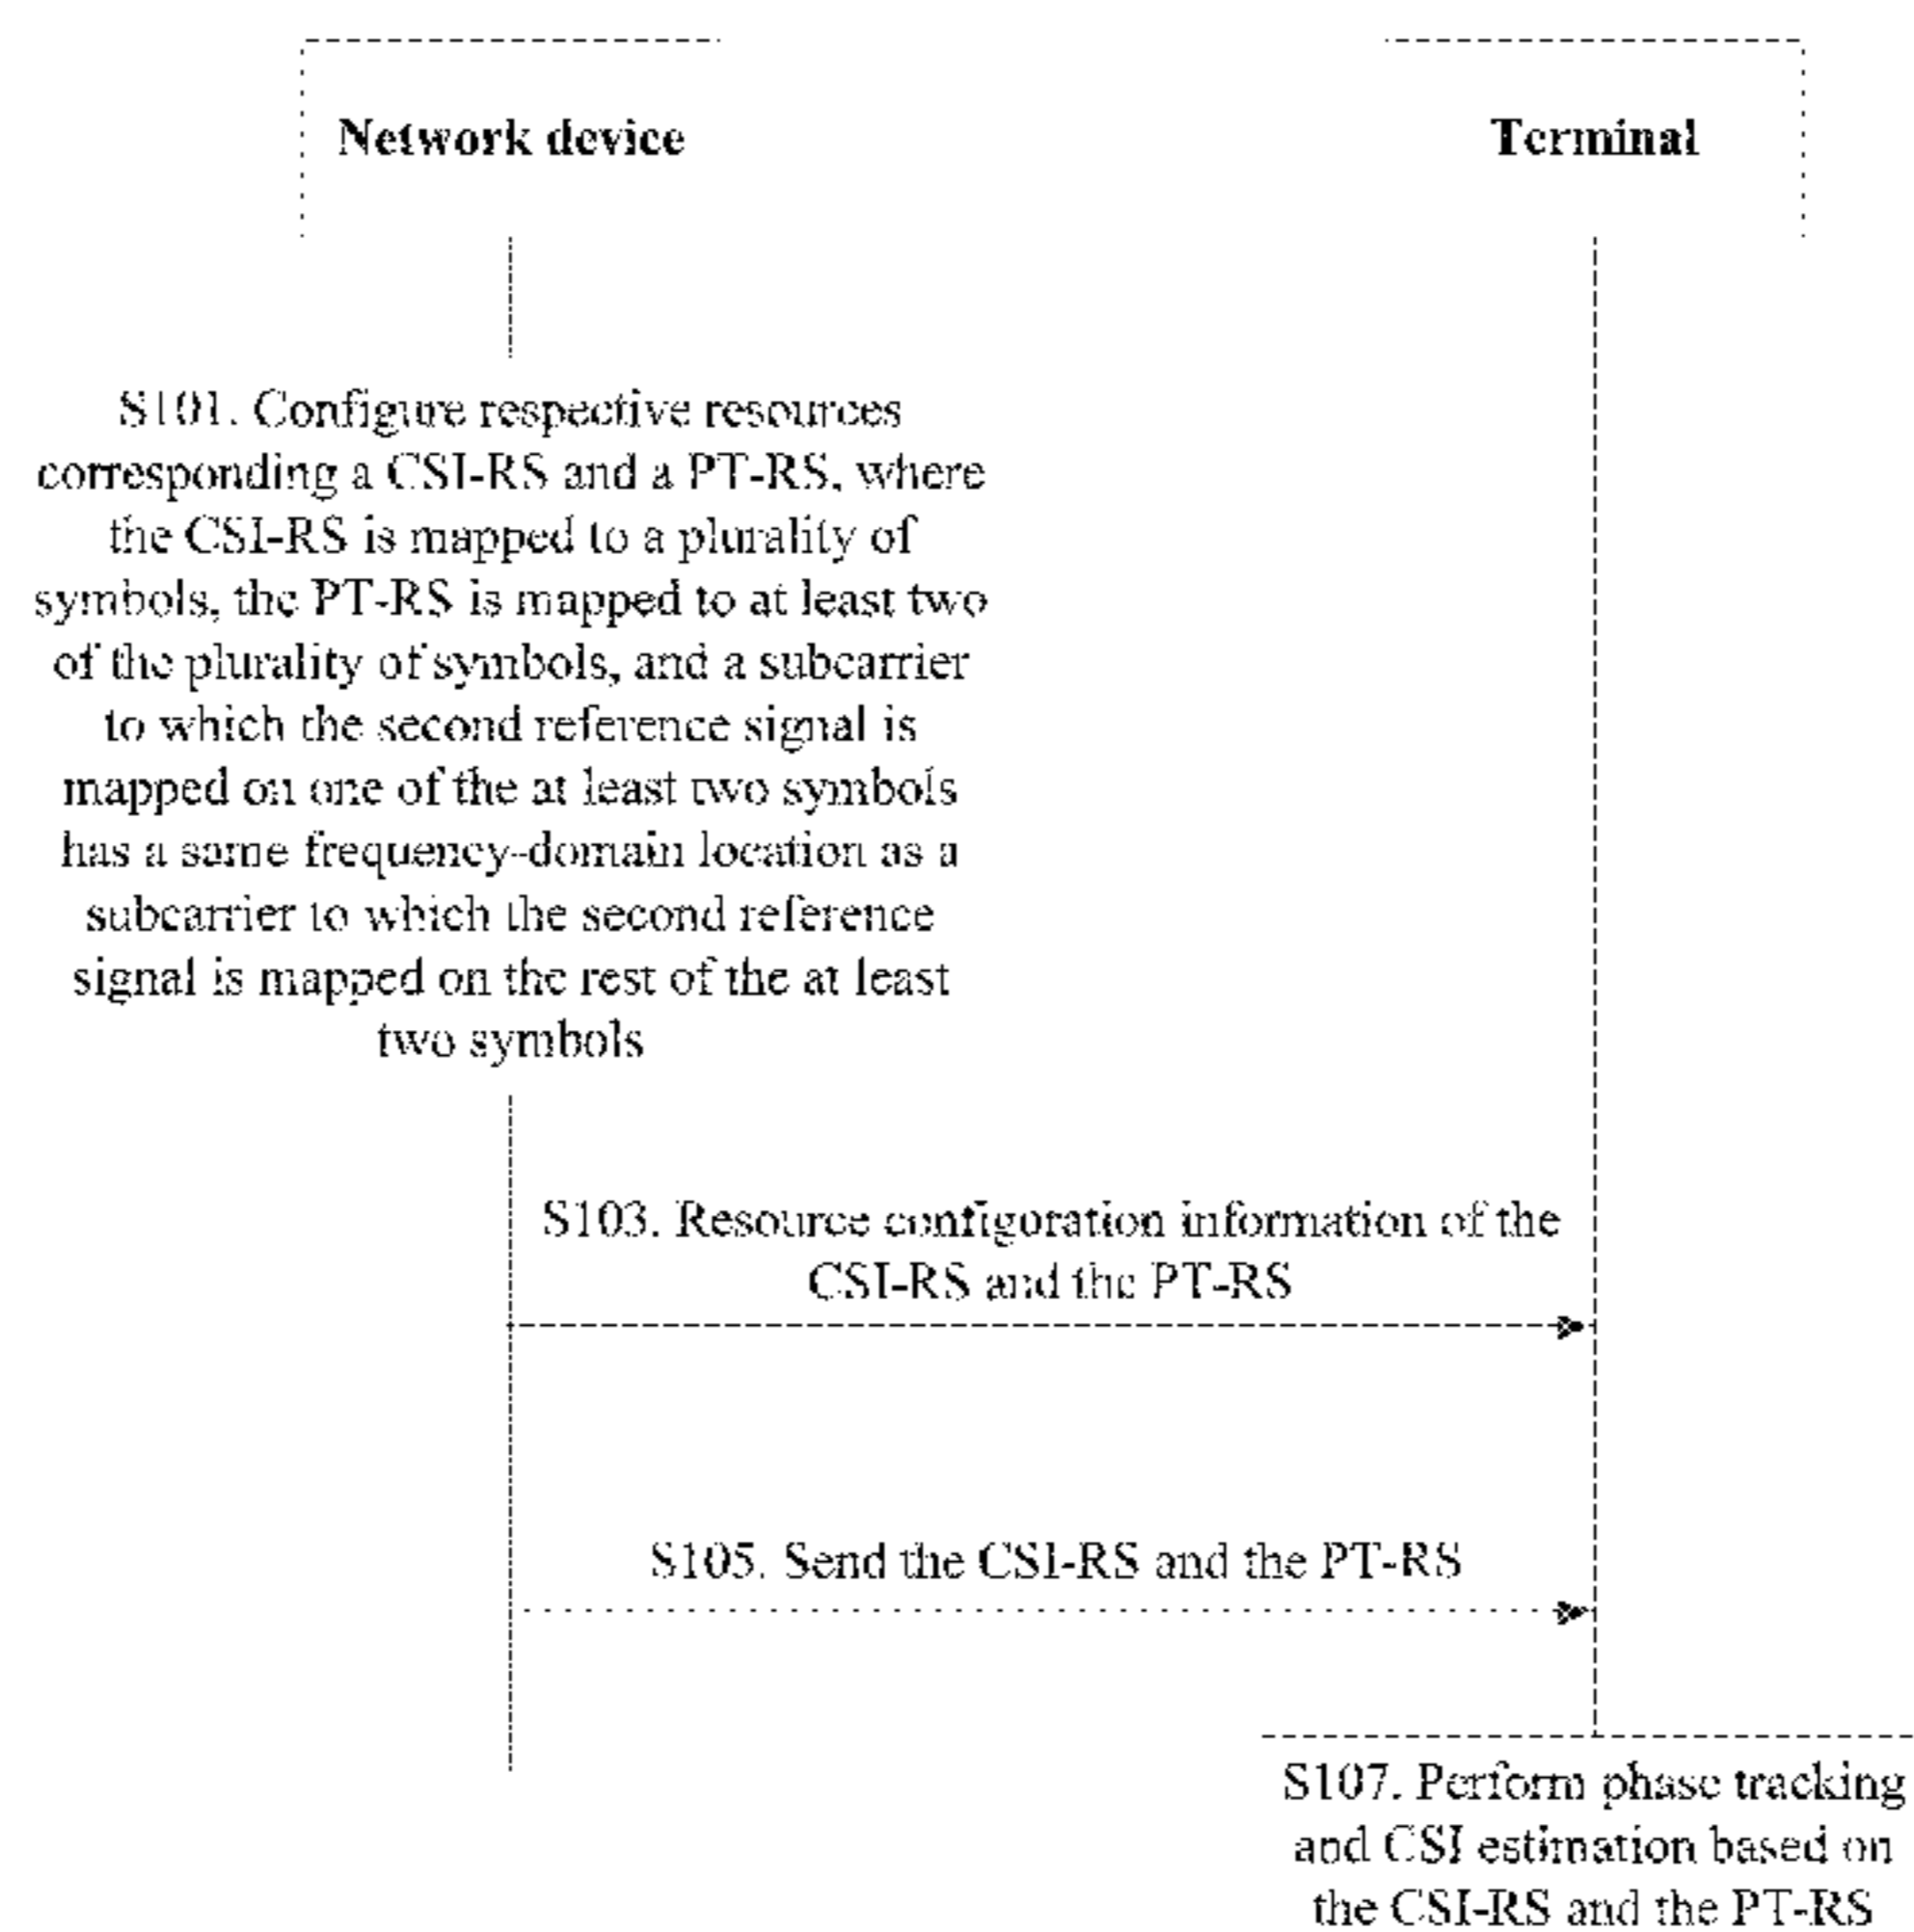 Network device
Terminal
S101. Configure respective resources
corresponding a CSI-RS and a PT-RS, where
the CSI-RS is mapped to a plurality of
symbols, the PT-RS is mapped to at least two
of the plurality of symbols, and a subcarrier
to which the second reference signal is
mapped on one of the at least two symbols
has a same frequency-domain location as a
subcarrier to which the second reference
signal is mapped on the rest of the at least
two symbols
S103. Resource configuration information of the
CSI-RS and the PT-RS
S105. Send the CSI-RS and the PT-RS
S107. Perform phase tracking
and CSI estimation based on
the CSI-RS and the PT-RS